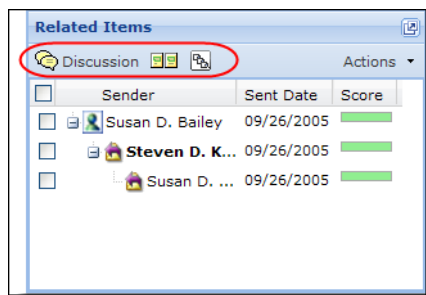 Related Items
Discussion Actions
Sender Sent Date Score
Susan D. Bailey 09/26/2005
Steven D. K... 09/26/2005
Susan D. ... 09/26/2005